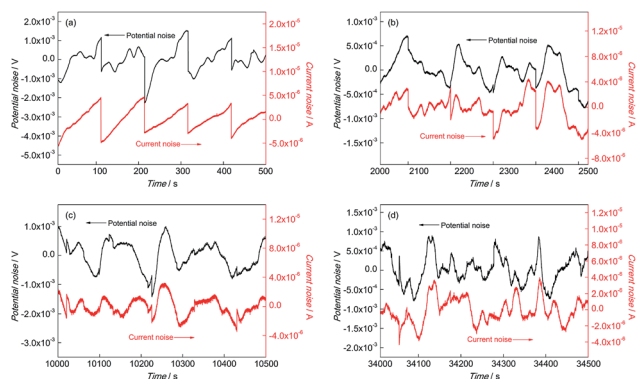 (a)
Potential noise
Current noise
2.0x10⁻³
1.0x10⁻³
0.0
-1.0x10⁻³
-2.0x10⁻³
-3.0x10⁻³
-4.0x10⁻³
-5.0x10⁻³
Potential noise / V
2.0x10⁻⁵
1.5x10⁻⁵
1.0x10⁻⁵
5.0x10⁻⁶
0.0
-5.0x10⁻⁶
-1.0x10⁻⁵
Current noise / A
0 100 200 300 400 500
Time / s
(b)
Potential noise
Current noise
1.0x10⁻³
5.0x10⁻⁴
0.0
-5.0x10⁻⁴
-1.0x10⁻³
-1.5x10⁻³
Potential noise / V
1.2x10⁻⁵
8.0x10⁻⁶
4.0x10⁻⁶
0.0
-4.0x10⁻⁶
-8.0x10⁻⁶
Current noise / A
2000 2100 2200 2400 2500
Time / s
(c)
Potential noise
Current noise
1.0x10⁻³
0.0
-1.0x10⁻³
-2.0x10⁻³
-3.0x10⁻³
Potential noise / V
1.2x10⁻⁵
8.0x10⁻⁶
4.0x10⁻⁶
0.0
-4.0x10⁻⁶
Current noise / A
10000 10100 10200 10300 10400 10500
Time / s
(d)
Potential noise
Current noise
1.5x10⁻³
1.0x10⁻³
5.0x10⁻⁴
0.0
-5.0x10⁻⁴
-1.0x10⁻³
-1.5x10⁻³
-2.0x10⁻³
Potential noise / V
1.2x10⁻⁵
2.0x10⁻⁶
0.0
-2.0x10⁻⁶
-4.0x10⁻⁶
Current noise / A
34000 34100 34200 34300 34400 34500
Time / s